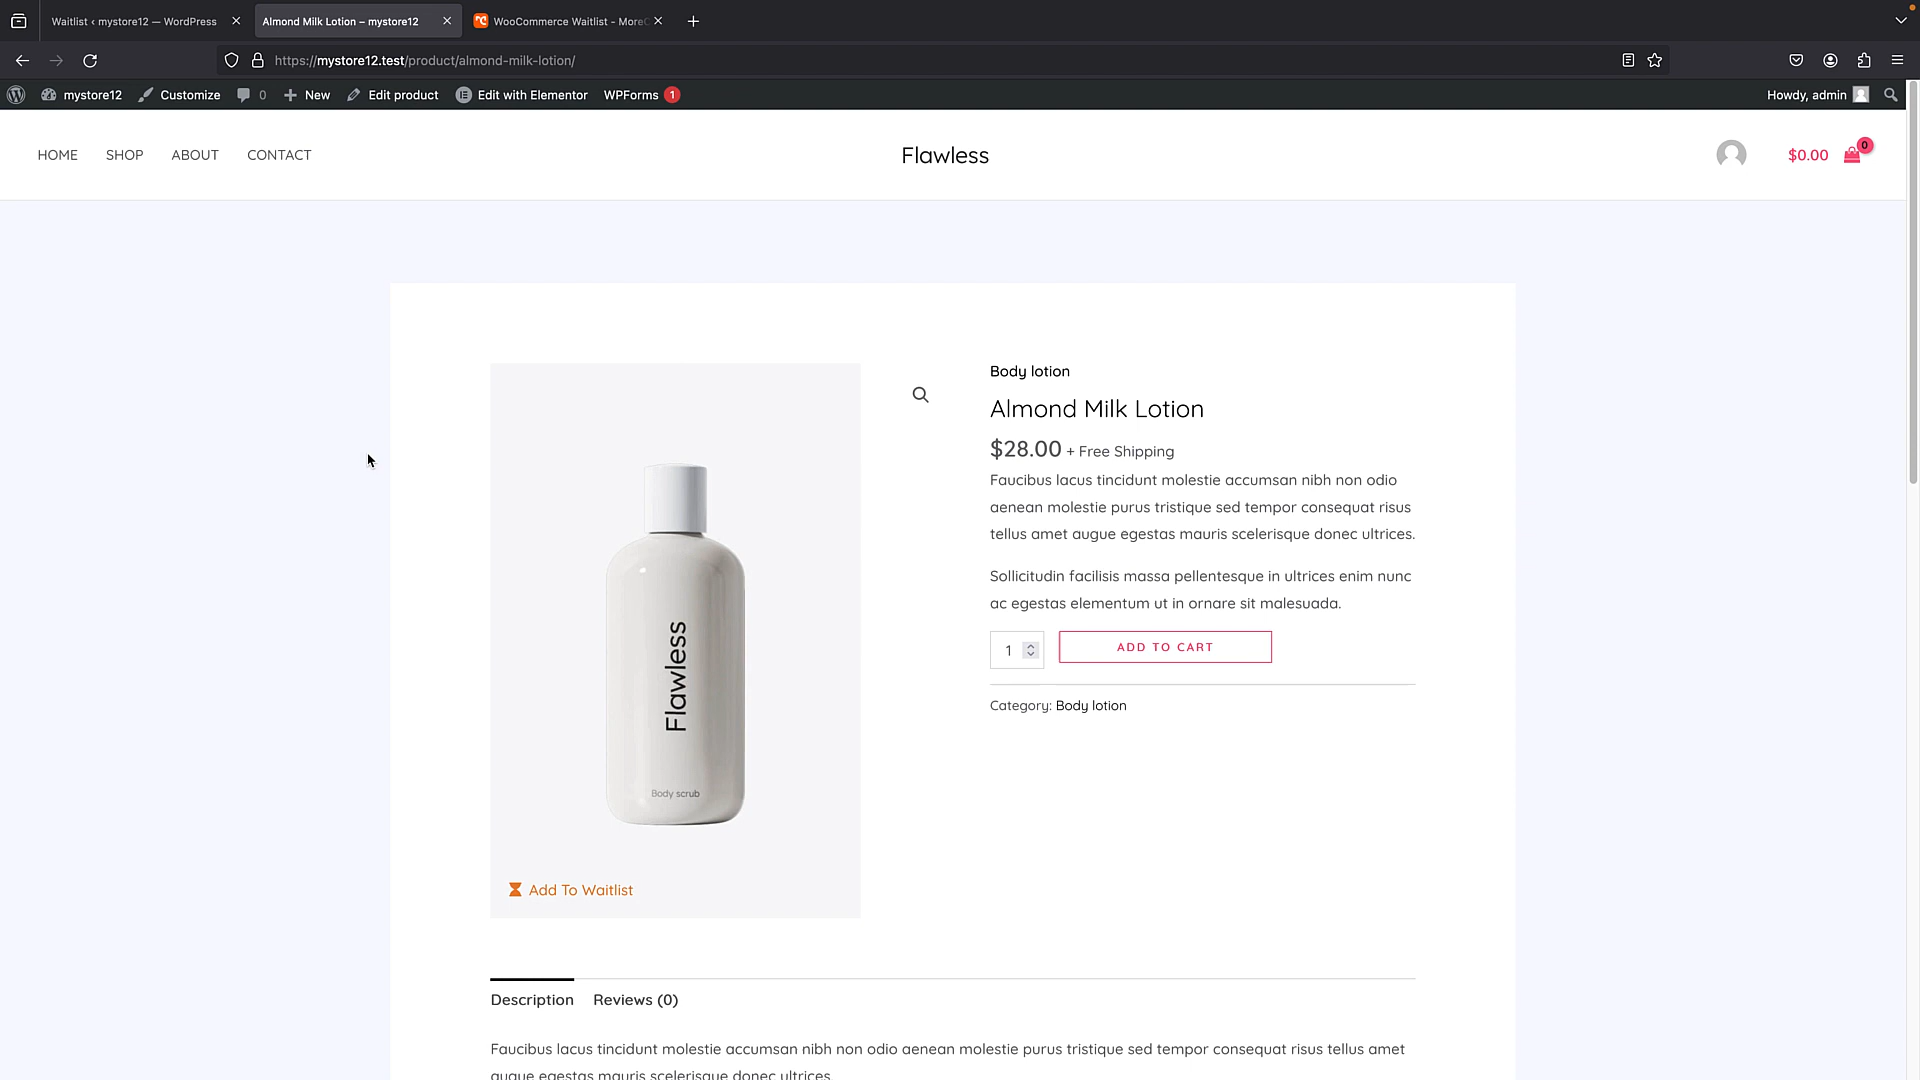 Waitlist ‹ mystore12 — WordPress
Almond Milk Lotion – mystore12
WooCommerce Waitlist - More
https://mystore12.test/product/almond-milk-lotion/
mystore12
Customize
0
New
Edit product
Edit with Elementor
WPForms 1
Howdy, admin
HOME
SHOP
ABOUT
CONTACT
Flawless
$0.00
0
Body lotion
Almond Milk Lotion
$28.00 + Free Shipping
Faucibus lacus tincidunt molestie accumsan nibh non odio
aenean molestie purus tristique sed tempor consequat risus
tellus amet augue egestas mauris scelerisque donec ultrices.
Sollicitudin facilisis massa pellentesque in ultrices enim nunc
ac egestas elementum ut in ornare sit malesuada.
1
ADD TO CART
Category: Body lotion
Flawless
Body scrub
Add To Waitlist
Description
Reviews (0)
Faucibus lacus tincidunt molestie accumsan nibh non odio aenean molestie purus tristique sed tempor consequat risus tellus amet
augue egestas mauris scelerisque donec ultrices.